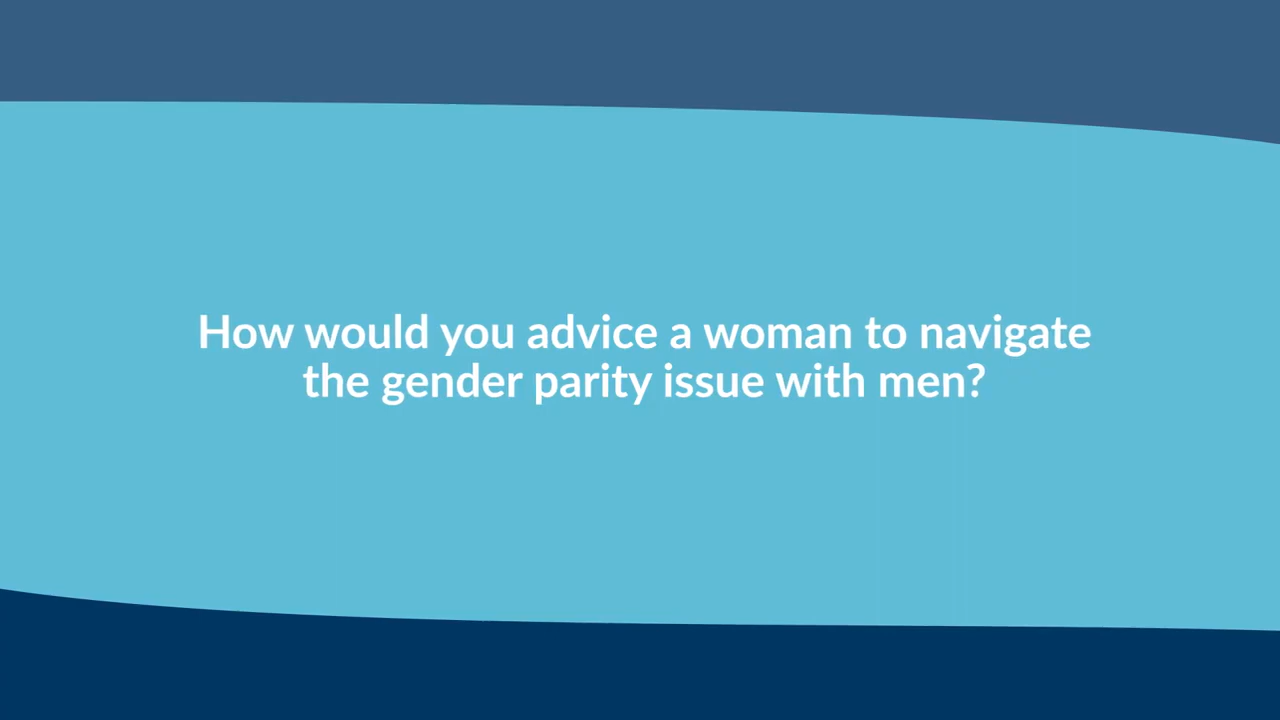 How would you advice a woman to navigate
the gender parity issue with men?